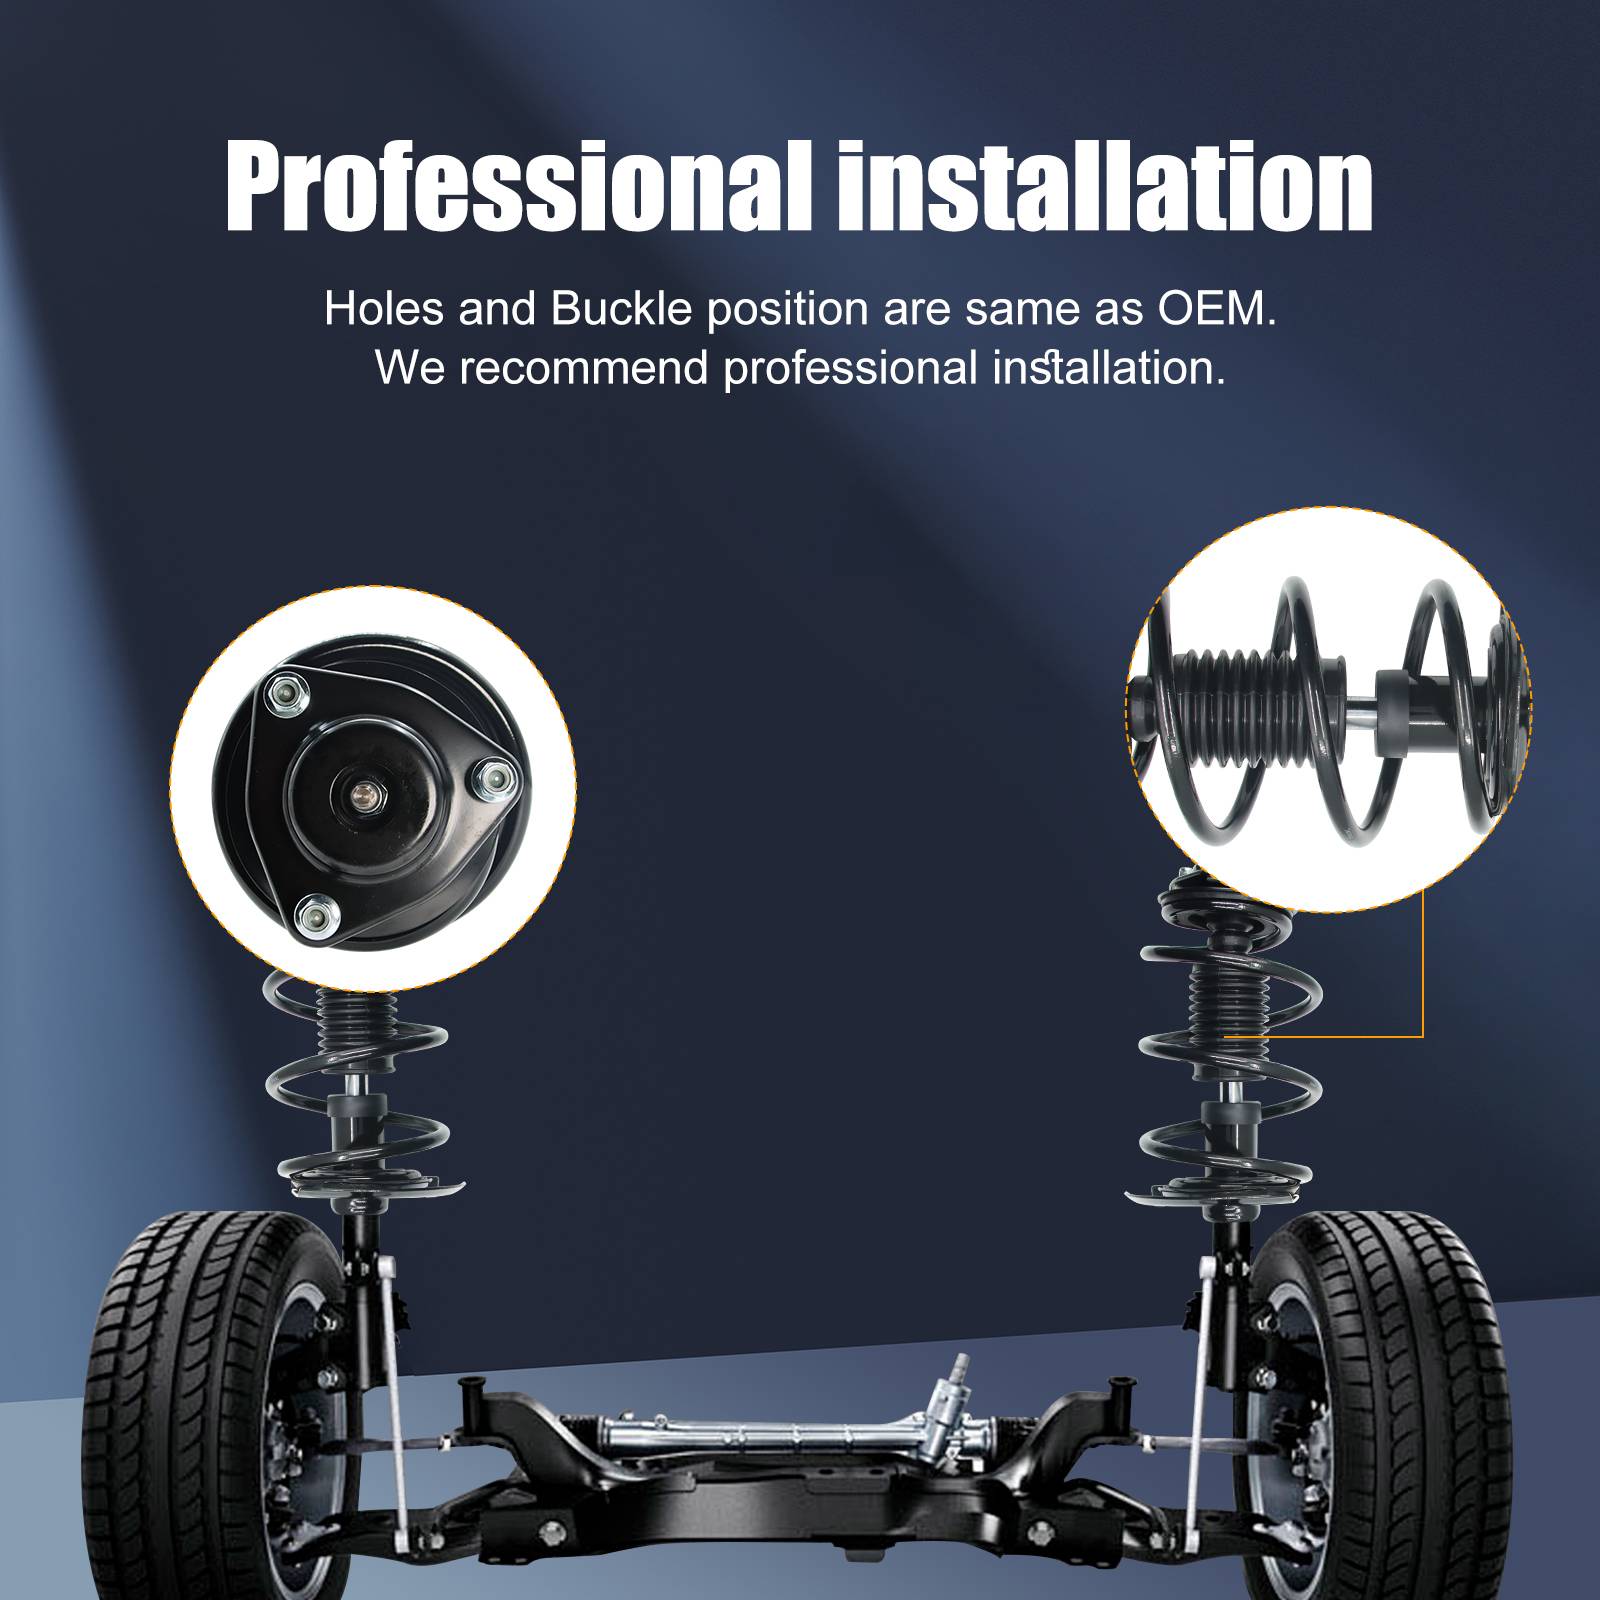 Professional installation
Holes and Buckle position are same as OEM.
We recommend professional installation.